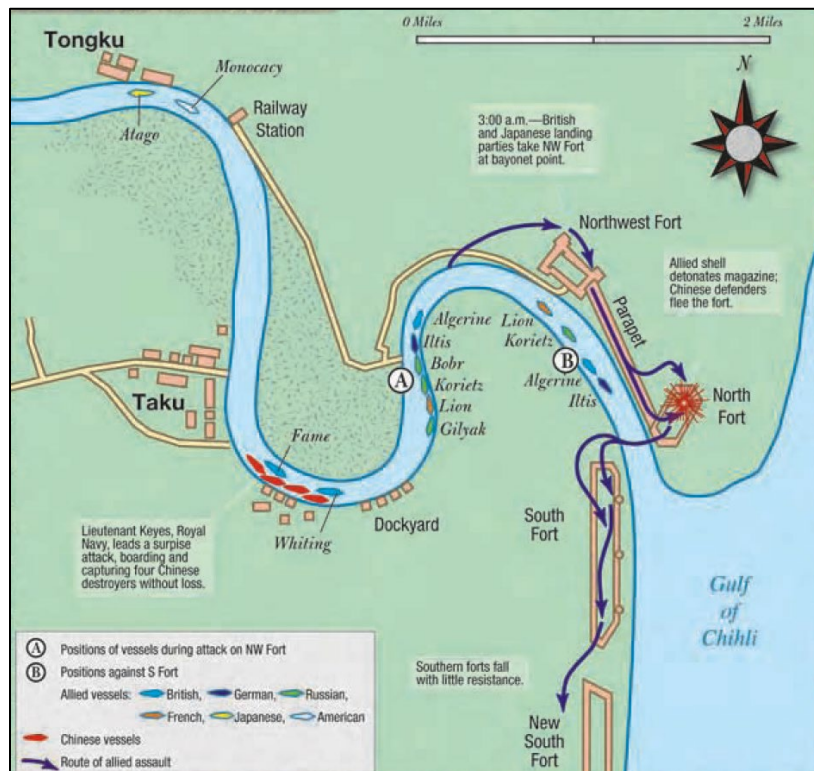 0 Miles
2 Miles
Tongku
Monocacy
N
Atago
Railway
Station
3:00 a.m.—British
and Japanese landing
parties take NW Fort
at bayonet point.
Northwest Fort
Allied shell
detonates magazine;
Chinese defenders
flee the fort.
Parapet
Algerine
Iltis
Bobr
Korietz
Lion
Gilyak
A
Lion
Korietz
B
Algerine
Iltis
North
Fort
Taku
Fame
Whiting
Dockyard
Lieutenant Keyes, Royal
Navy, leads a surprise
attack, boarding and
capturing four Chinese
destroyers without loss.
South
Fort
Gulf
of
Chihli
Southern forts fall
with little resistance.
New
South
Fort
A Positions of vessels during attack on NW Fort
B Positions against S Fort
Allied vessels: British, German, Russian,
French, Japanese, American
Chinese vessels
Route of allied assault